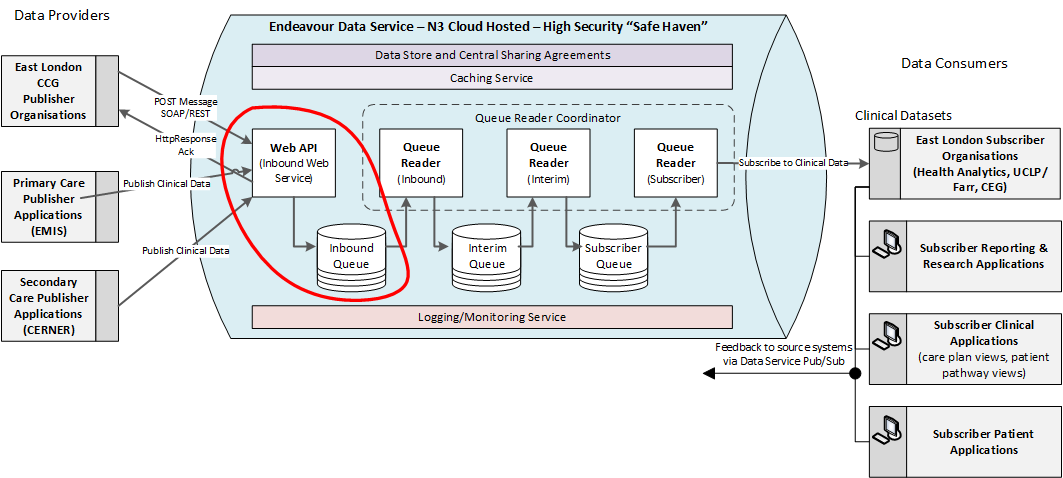 Data Providers
Endeavour Data Service – N3 Cloud Hosted – High Security “Safe Haven”
Data Store and Central Sharing Agreements
Caching Service
Data Consumers
East London
CCG
Publisher
Organisations
POST Message
SOAP/REST
HttpResponse
Ack
Primary Care
Publisher
Applications
(EMIS)
Publish Clinical Data
Secondary
Care Publisher
Applications
(CERNER)
Publish Clinical Data
Queue Reader Coordinator
Web API
(Inbound Web
Service)
Queue
Reader
(Inbound)
Queue
Reader
(Interim)
Queue
Reader
(Subscriber)
Subscribe to Clinical Data
Inbound
Queue
Interim
Queue
Subscriber
Queue
Logging/Monitoring Service
Feedback to source systems
via Data Service Pub/Sub
Clinical Datasets
East London Subscriber
Organisations
(Health Analytics, UCLP/
Farr, CEG)
Subscriber Reporting &
Research Applications
Subscriber Clinical
Applications
(care plan views, patient
pathway views)
Subscriber Patient
Applications